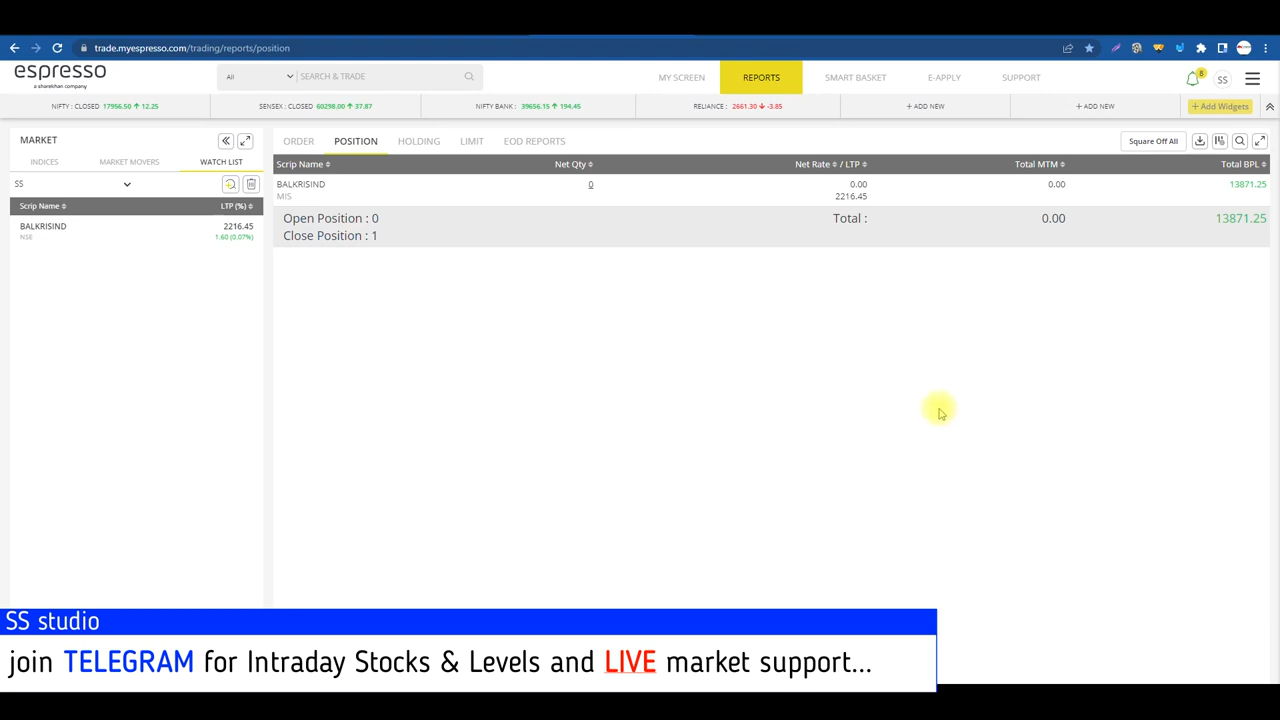 trade.myespresso.com/trading/reports/position
espresso
a sharekhan company
All
SEARCH & TRADE
MY SCREEN
REPORTS
SMART BASKET
E-APPLY
SUPPORT
8
SS
NIFTY : CLOSED 17956.50 ↑ 12.25
SENSEX : CLOSED 60298.00 ↑ 37.87
NIFTY BANK : 39656.15 ↑ 194.45
RELIANCE : 2661.30 ↓ -3.85
+ ADD NEW
+ ADD NEW
+ Add Widgets
MARKET
INDICES
MARKET MOVERS
WATCH LIST
SS
Scrip Name
LTP (%)
BALKRISIND
2216.45
NSE
1.60 (0.07%)
ORDER
POSITION
HOLDING
LIMIT
EOD REPORTS
Square Off All
Scrip Name
Net Qty
Net Rate / LTP
Total MTM
Total BPL
BALKRISIND
0
0.00
0.00
13871.25
MIS
2216.45
Open Position : 0
Total :
0.00
13871.25
Close Position : 1
SS studio
join TELEGRAM for Intraday Stocks & Levels and LIVE market support...